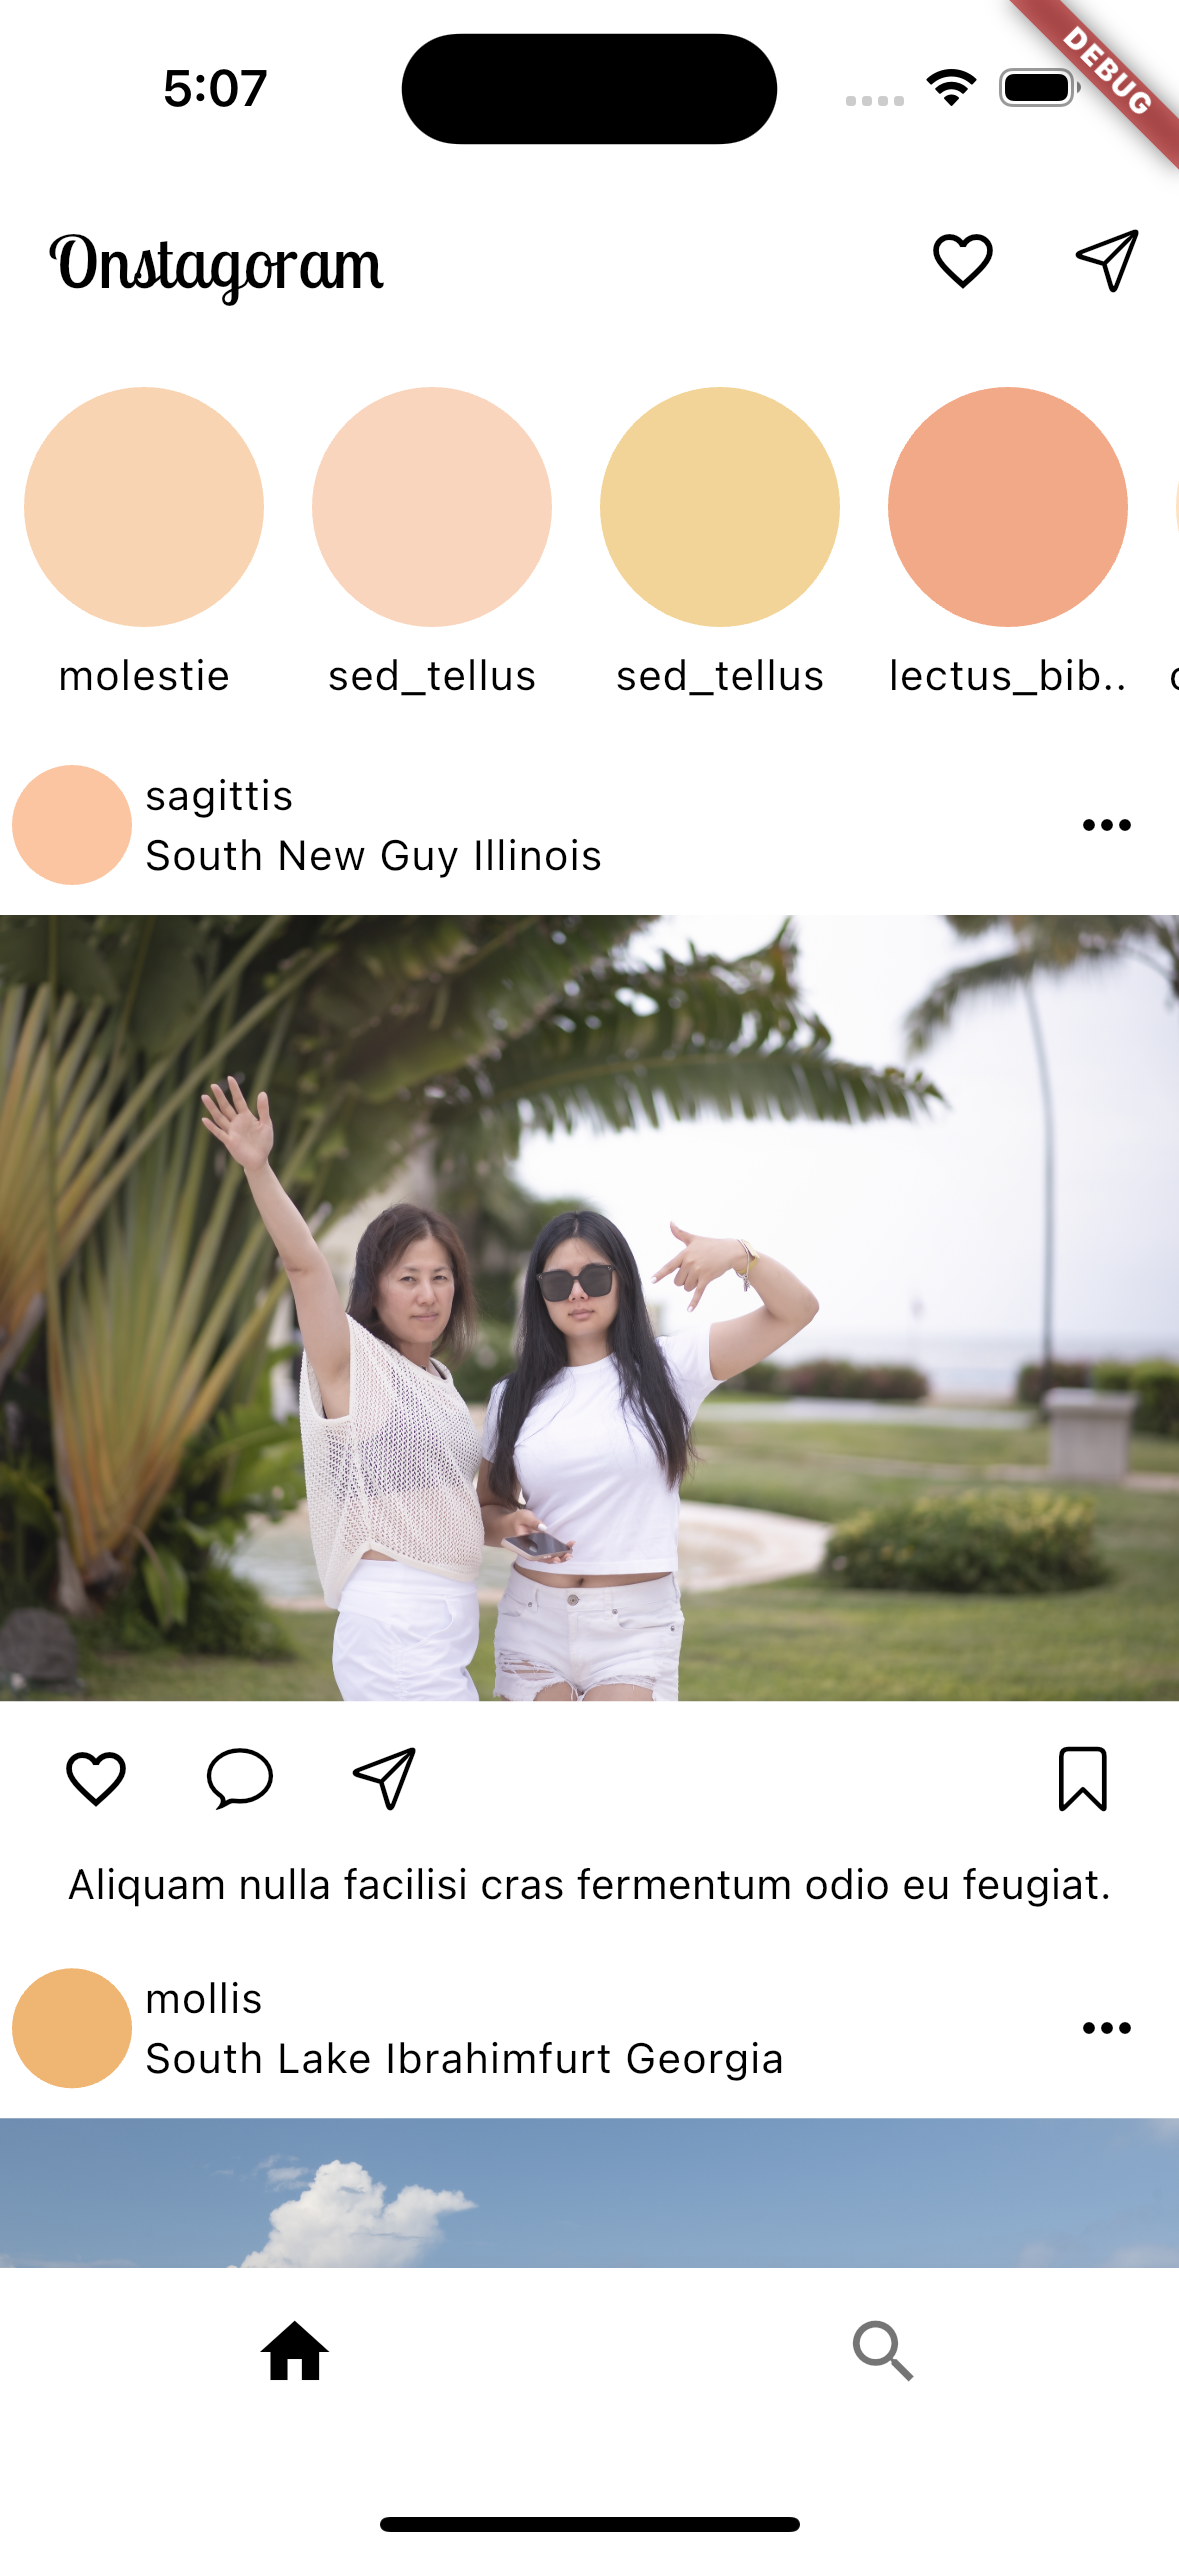 5:07
DEBUG
Onstagoram
molestie
sed_tellus
sed_tellus
lectus_bib..
sagittis
South New Guy Illinois
Aliquam nulla facilisi cras fermentum odio eu feugiat.
mollis
South Lake Ibrahimfurt Georgia